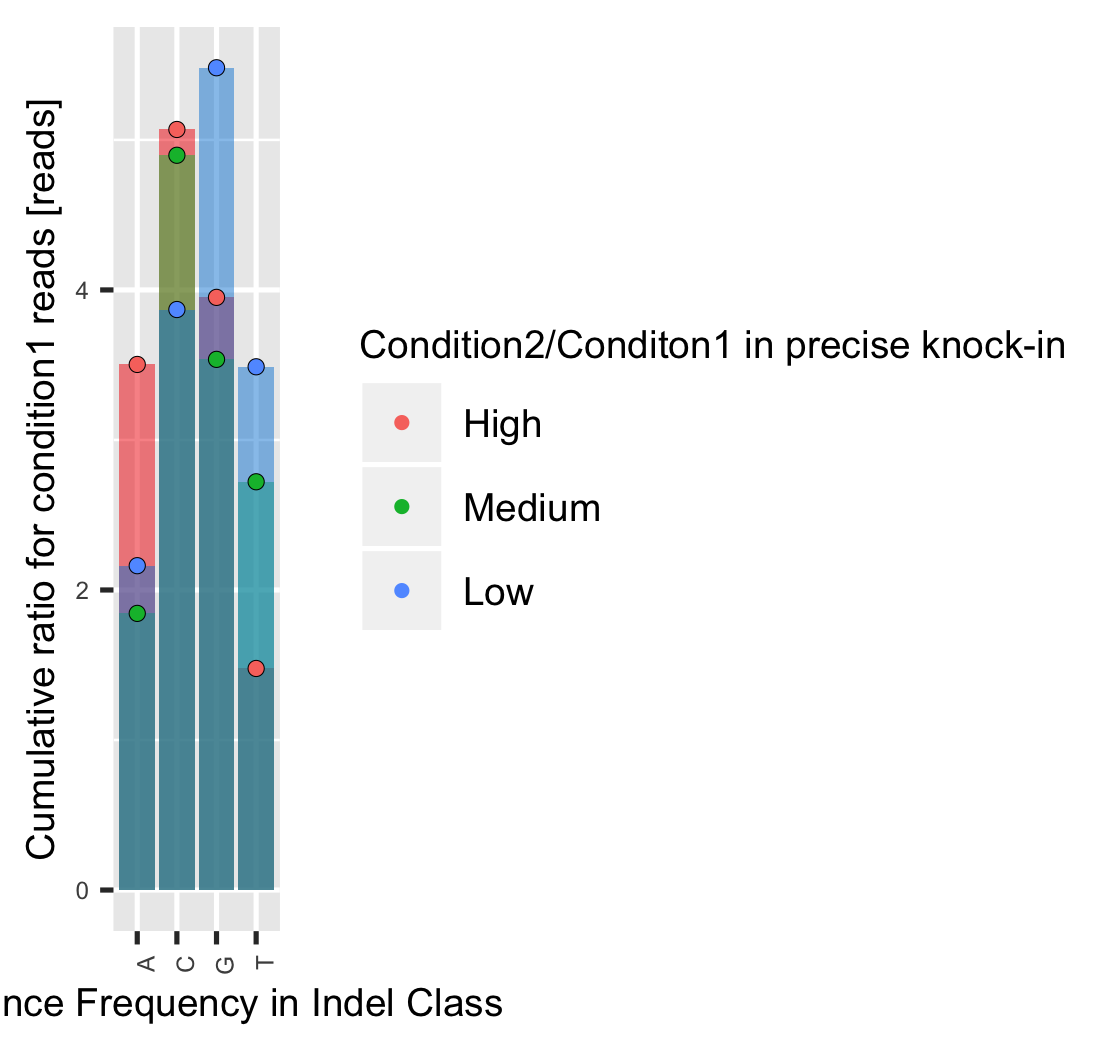 Cumulative ratio for condition1 reads [reads]
4
2
0
A
C
G
T
nce Frequency in Indel Class
Condition2/Conditon1 in precise knock-in
High
Medium
Low